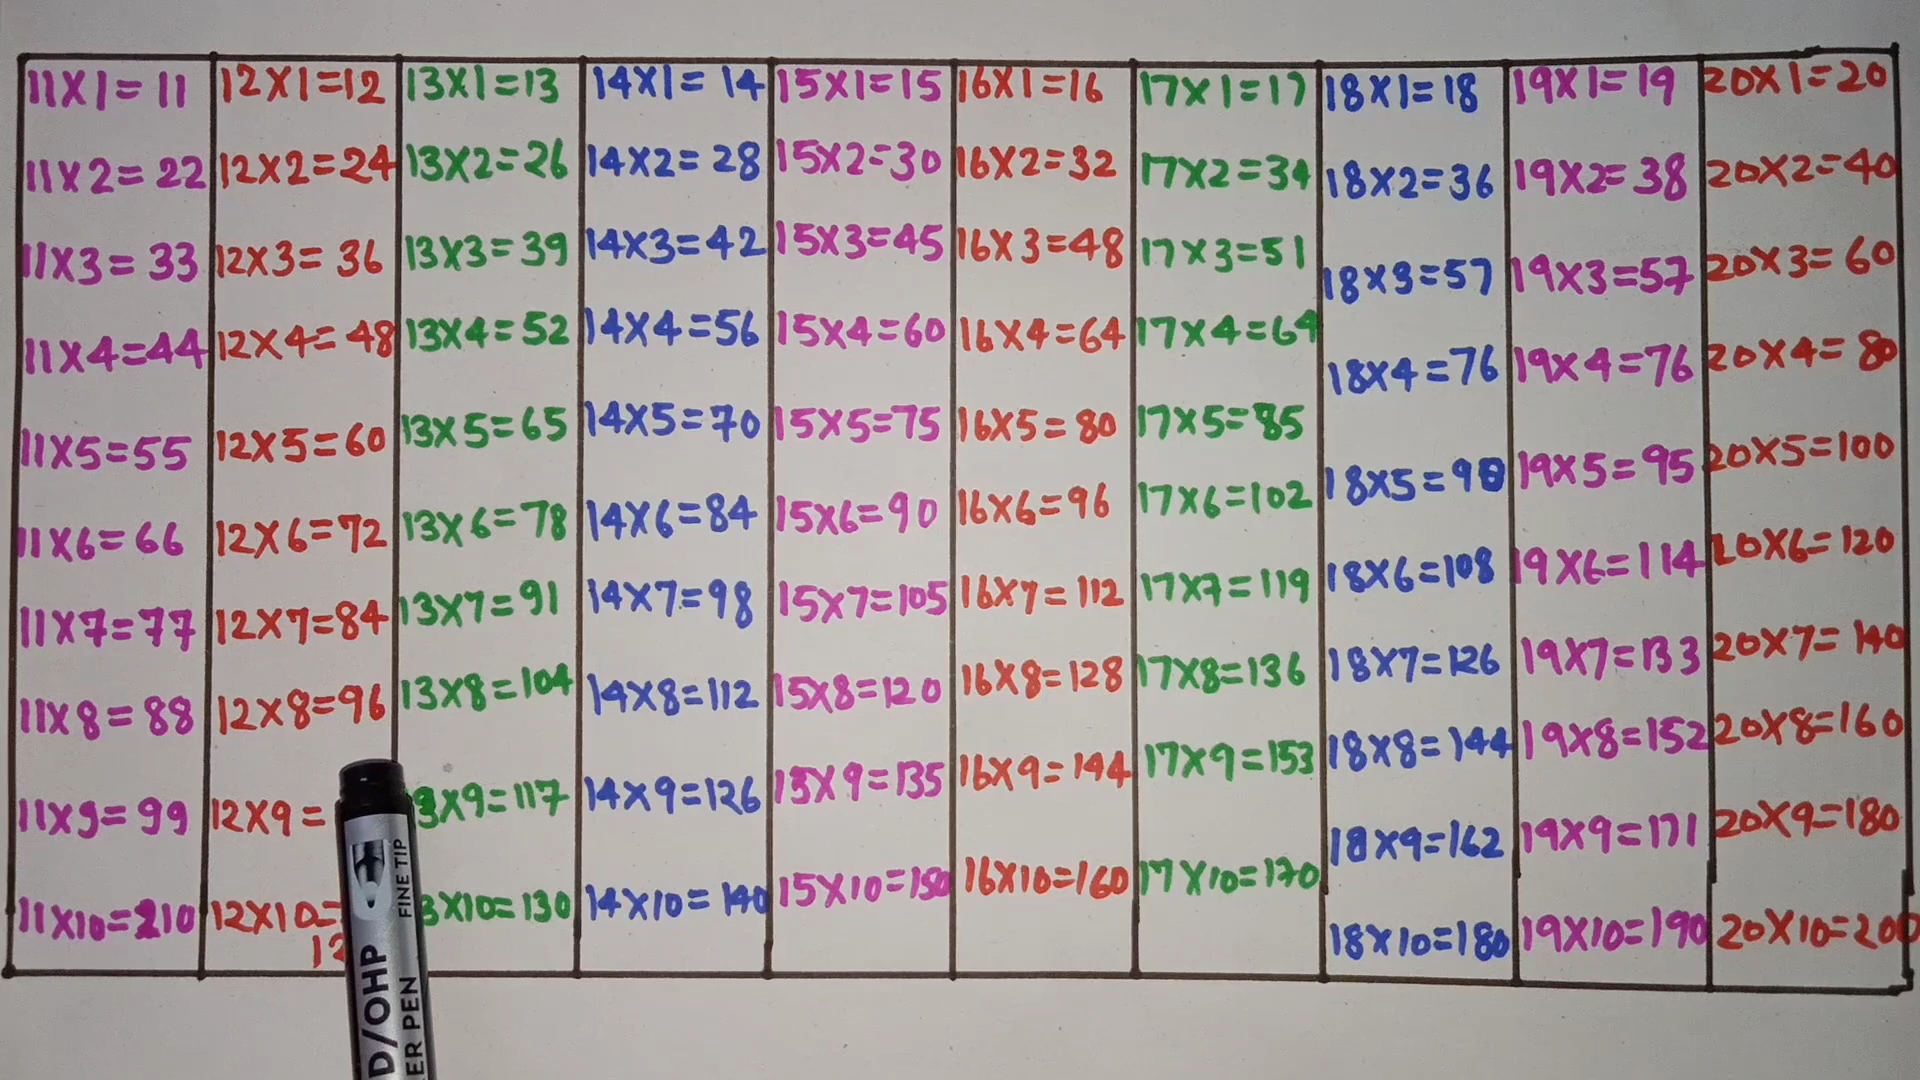 11X1=11
11X2=22
11X3=33
11X4=44
11X5=55
11X6=66
11X7=77
11X8=88
11X9=99
11X10=210
12X1=12
12X2=24
12X3=36
12X4=48
12X5=60
12X6=72
12X7=84
12X8=96
12X9=
12X10=
12
13X1=13
13X2=26
13X3=39
13X4=52
13X5=65
13X6=78
13X7=91
13X8=104
3X9=117
3X10=130
14X1=14
14X2=28
14X3=42
14X4=56
14X5=70
14X6=84
14X7=98
14X8=112
14X9=126
14X10=140
15X1=15
15X2=30
15X3=45
15X4=60
15X5=75
15X6=90
15X7=105
15X8=120
15X9=135
15X10=150
16X1=16
16X2=32
16X3=48
16X4=64
16X5=80
16X6=96
16X7=112
16X8=128
16X9=144
16X10=160
17X1=17
17X2=34
17X3=51
17X4=64
17X5=85
17X6=102
17X7=119
17X8=136
17X9=153
17X10=170
18X1=18
18X2=36
18X3=57
18X4=76
18X5=90
18X6=108
18X7=126
18X8=144
18X9=162
18X10=180
19X1=19
19X2=38
19X3=57
19X4=76
19X5=95
19X6=114
19X7=133
19X8=152
19X9=171
19X10=190
20X1=20
20X2=40
20X3=60
20X4=80
20X5=100
20X6=120
20X7=140
20X8=160
20X9=180
20X10=200
FINE TIP
D/OHP
ER PEN